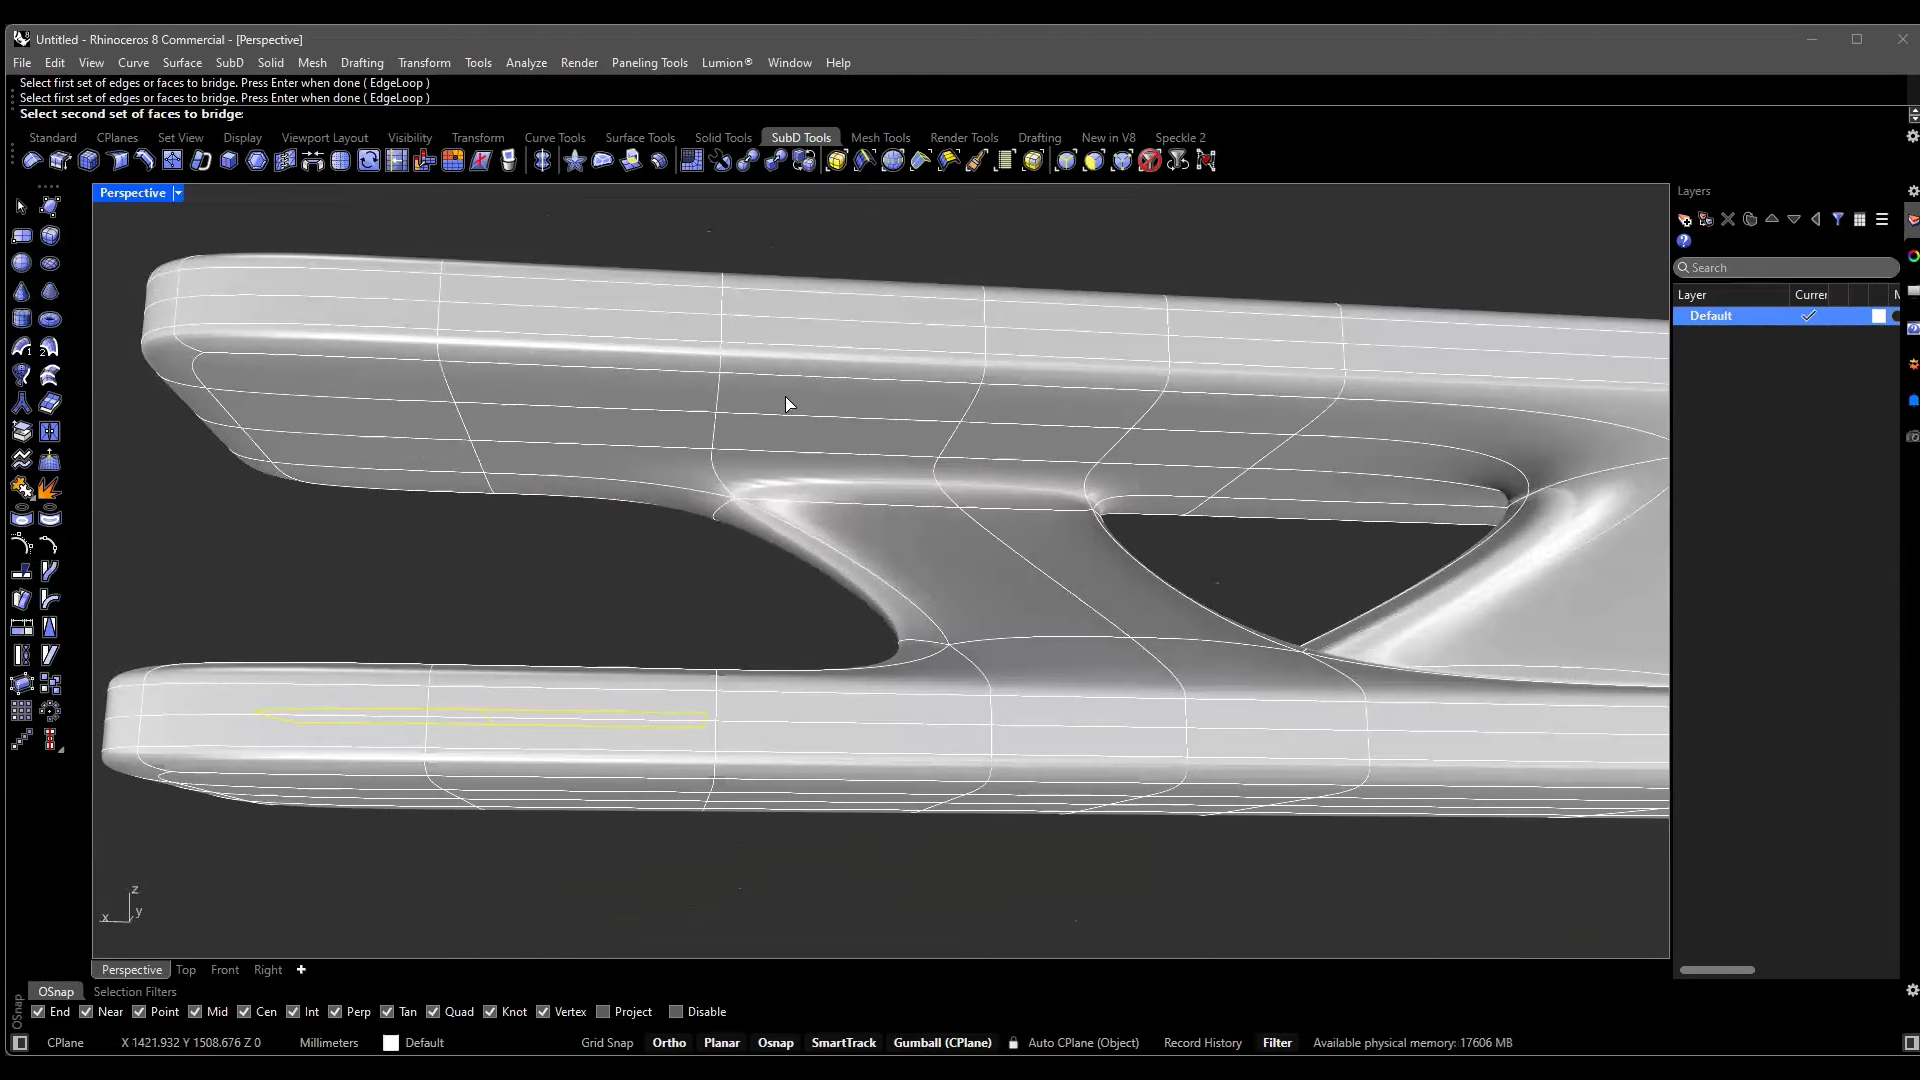 Untitled - Rhinoceros 8 Commercial - [Perspective]
File Edit View Curve Surface SubD Solid Mesh Drafting Transform Tools Analyze Render Paneling Tools Lumion® Window Help
Select first set of edges or faces to bridge. Press Enter when done ( EdgeLoop )
Select first set of edges or faces to bridge. Press Enter when done ( EdgeLoop )
Select second set of faces to bridge:
Standard CPlanes Set View Display Viewport Layout Visibility Transform Curve Tools Surface Tools Solid Tools SubD Tools Mesh Tools Render Tools Drafting New in V8 Speckle 2
Perspective
Layers
Search
Layer Currer
Default
z
x y
Perspective Top Front Right
OSnap Selection Filters
OSnap
End Near Point Mid Cen Int Perp Tan Quad Knot Vertex Project Disable
CPlane X 1421.932 Y 1508.676 Z 0 Millimeters Default Grid Snap Ortho Planar Osnap SmartTrack Gumball (CPlane) Auto CPlane (Object) Record History Filter Available physical memory: 17606 MB